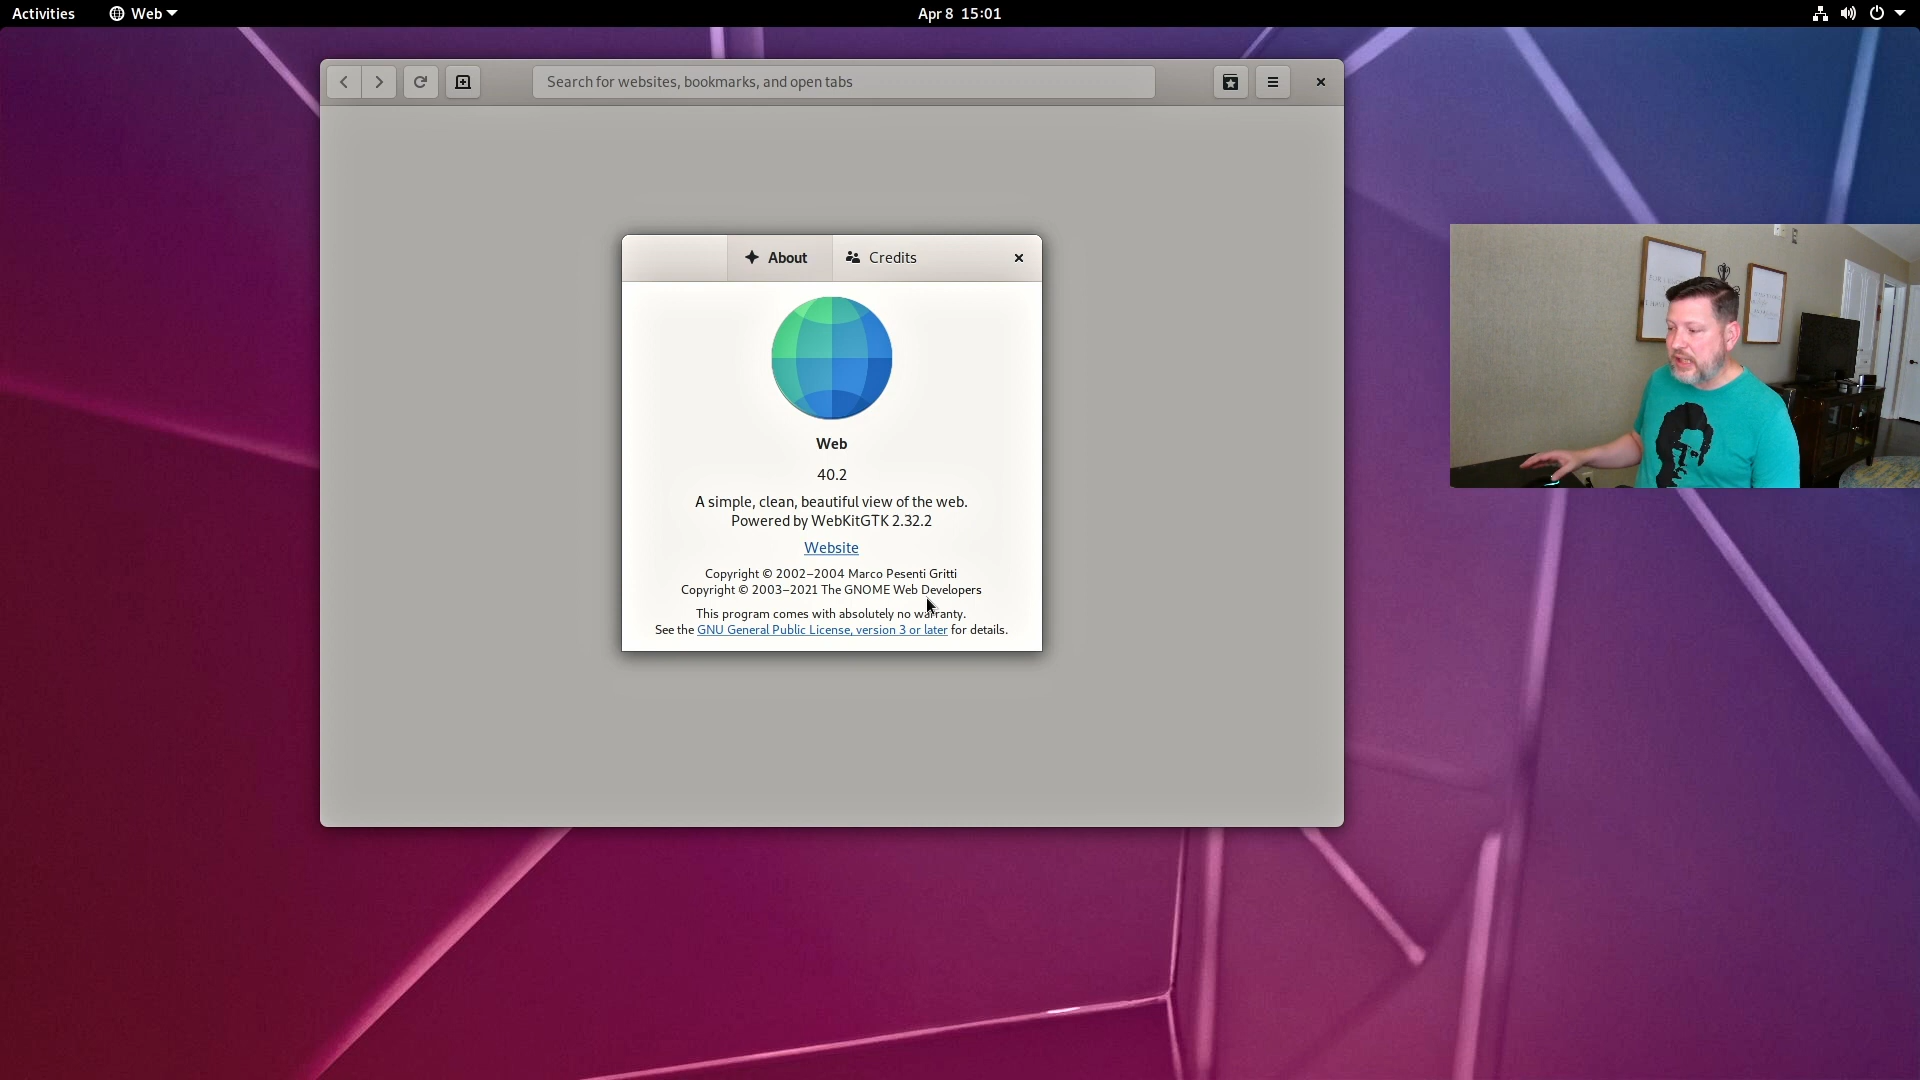 Activities
Web
Apr 8 15:01
Search for websites, bookmarks, and open tabs
About
Credits
Web
40.2
A simple, clean, beautiful view of the web.
Powered by WebKitGTK 2.32.2
Website
Copyright © 2002–2004 Marco Pesenti Gritti
Copyright © 2003–2021 The GNOME Web Developers
This program comes with absolutely no warranty.
See the GNU General Public License, version 3 or later for details.